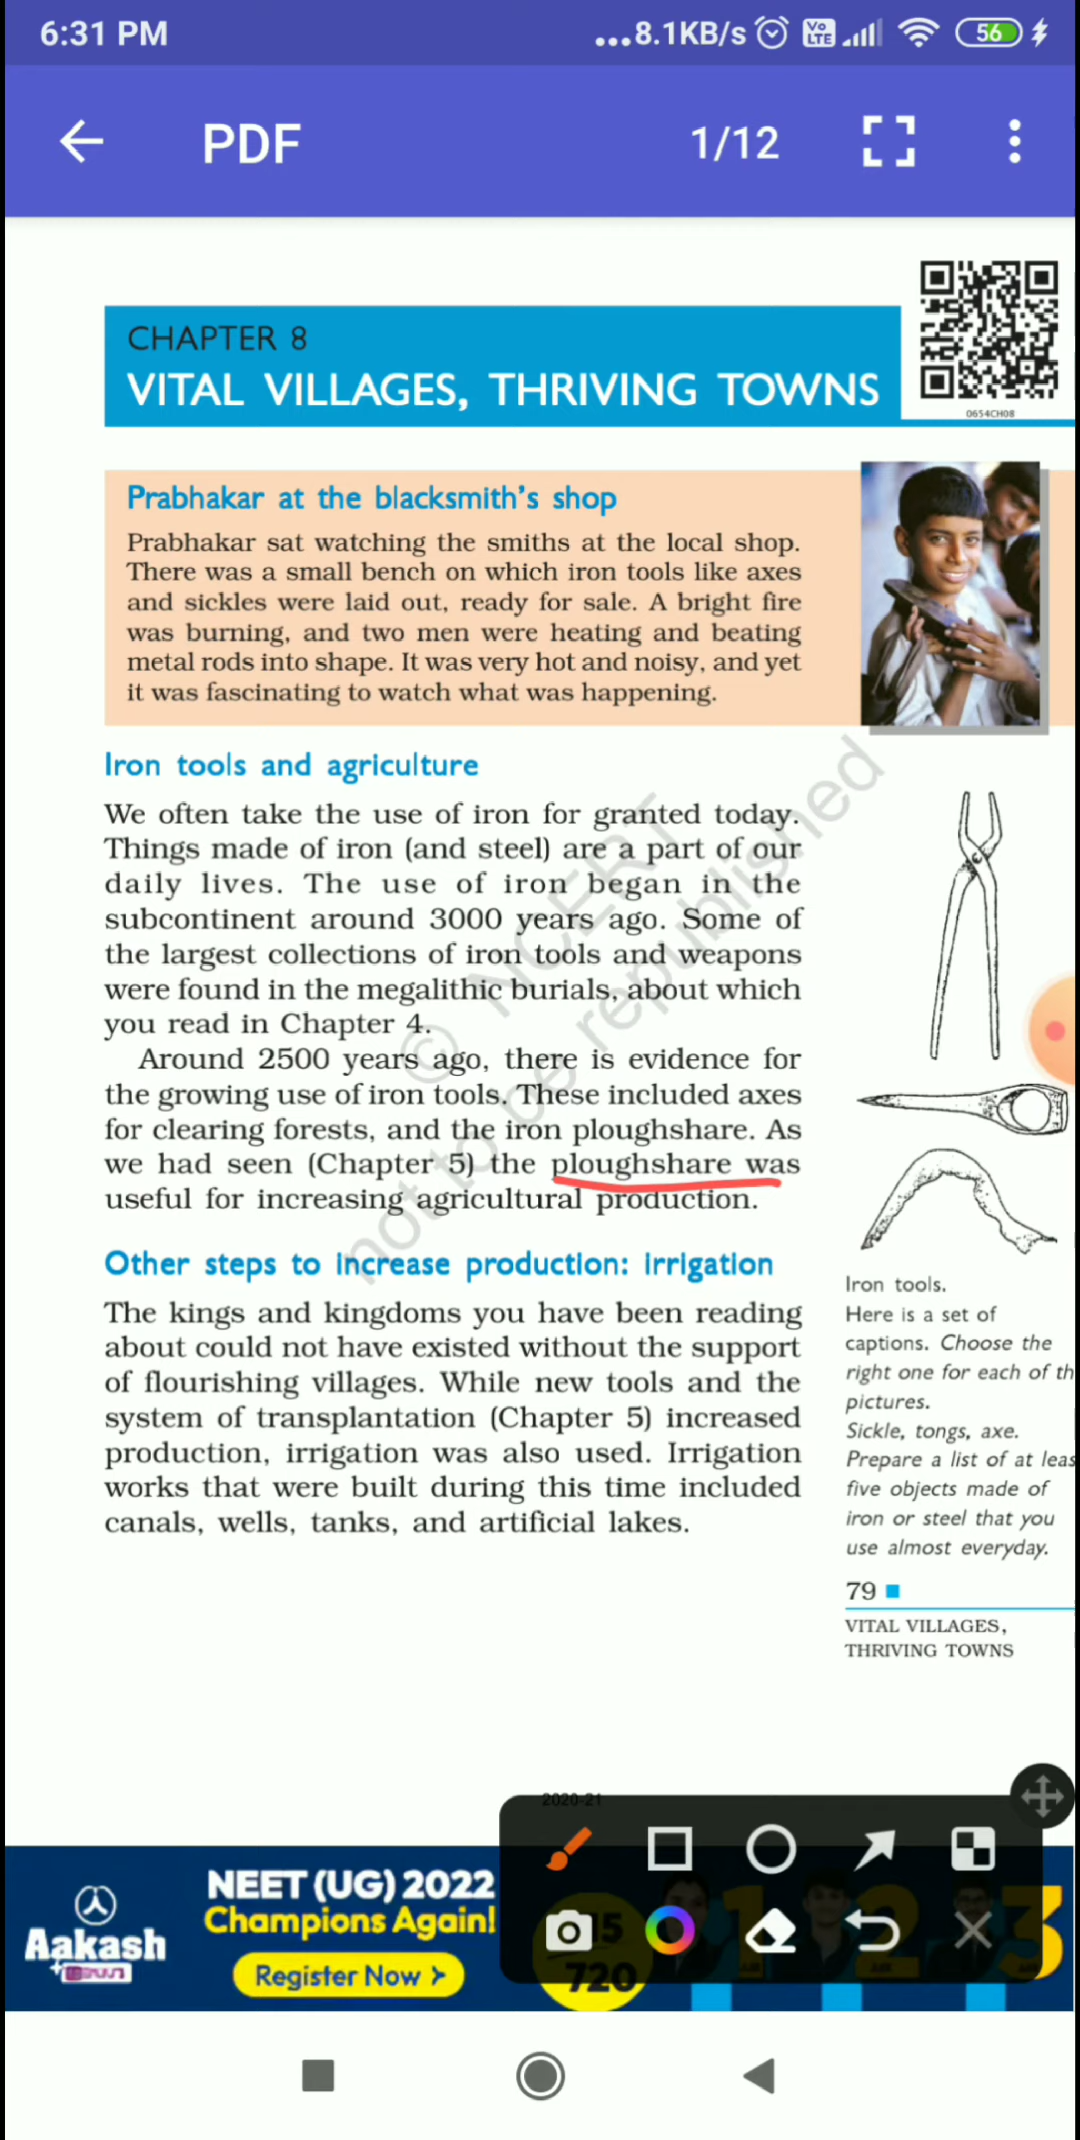 6:31 PM
...8.1KB/s
Vo
LTE
56
PDF
1/12
CHAPTER 8
VITAL VILLAGES, THRIVING TOWNS
0654CH08
Prabhakar at the blacksmith's shop
Prabhakar sat watching the smiths at the local shop.
There was a small bench on which iron tools like axes
and sickles were laid out, ready for sale. A bright fire
was burning, and two men were heating and beating
metal rods into shape. It was very hot and noisy, and yet
it was fascinating to watch what was happening.
Iron tools and agriculture
We often take the use of iron for granted today.
Things made of iron (and steel) are a part of our
daily lives. The use of iron began in the
subcontinent around 3000 years ago. Some of
the largest collections of iron tools and weapons
were found in the megalithic burials, about which
you read in Chapter 4.
Around 2500 years ago, there is evidence for
the growing use of iron tools. These included axes
for clearing forests, and the iron ploughshare. As
we had seen (Chapter 5) the ploughshare was
useful for increasing agricultural production.
Other steps to increase production: Irrigation
The kings and kingdoms you have been reading
about could not have existed without the support
of flourishing villages. While new tools and the
system of transplantation (Chapter 5) increased
production, irrigation was also used. Irrigation
works that were built during this time included
canals, wells, tanks, and artificial lakes.
© NCERT
not to be republished
Iron tools.
Here is a set of
captions. Choose the
right one for each of th
pictures.
Sickle, tongs, axe.
Prepare a list of at leas
five objects made of
iron or steel that you
use almost everyday.
79
VITAL VILLAGES,
THRIVING TOWNS
2020-21
Aakash
NEET (UG) 2022
Champions Again!
Register Now >
15
720
1
2
3